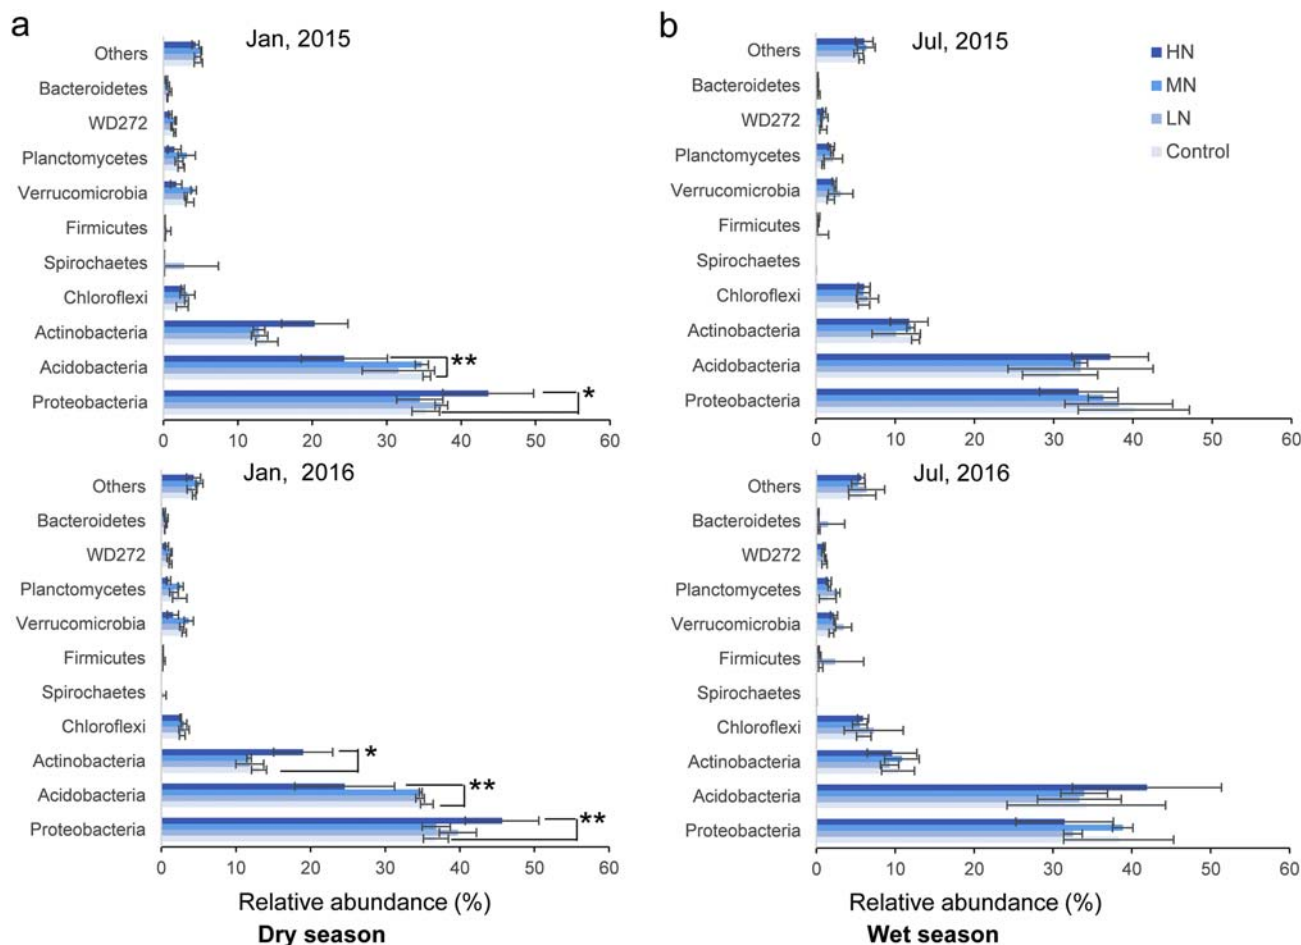 a
Jan, 2015
Others
Bacteroidetes
WD272
Planctomycetes
Verrucomicrobia
Firmicutes
Spirochaetes
Chloroflexi
Actinobacteria
Acidobacteria
**
Proteobacteria
*
0 10 20 30 40 50 60
b
Jul, 2015
HN
MN
LN
Control
Others
Bacteroidetes
WD272
Planctomycetes
Verrucomicrobia
Firmicutes
Spirochaetes
Chloroflexi
Actinobacteria
Acidobacteria
Proteobacteria
0 10 20 30 40 50 60
Jan, 2016
Others
Bacteroidetes
WD272
Planctomycetes
Verrucomicrobia
Firmicutes
Spirochaetes
Chloroflexi
Actinobacteria
*
Acidobacteria
**
Proteobacteria
**
0 10 20 30 40 50 60
Relative abundance (%)
Dry season
Jul, 2016
Others
Bacteroidetes
WD272
Planctomycetes
Verrucomicrobia
Firmicutes
Spirochaetes
Chloroflexi
Actinobacteria
Acidobacteria
Proteobacteria
0 10 20 30 40 50 60
Relative abundance (%)
Wet season